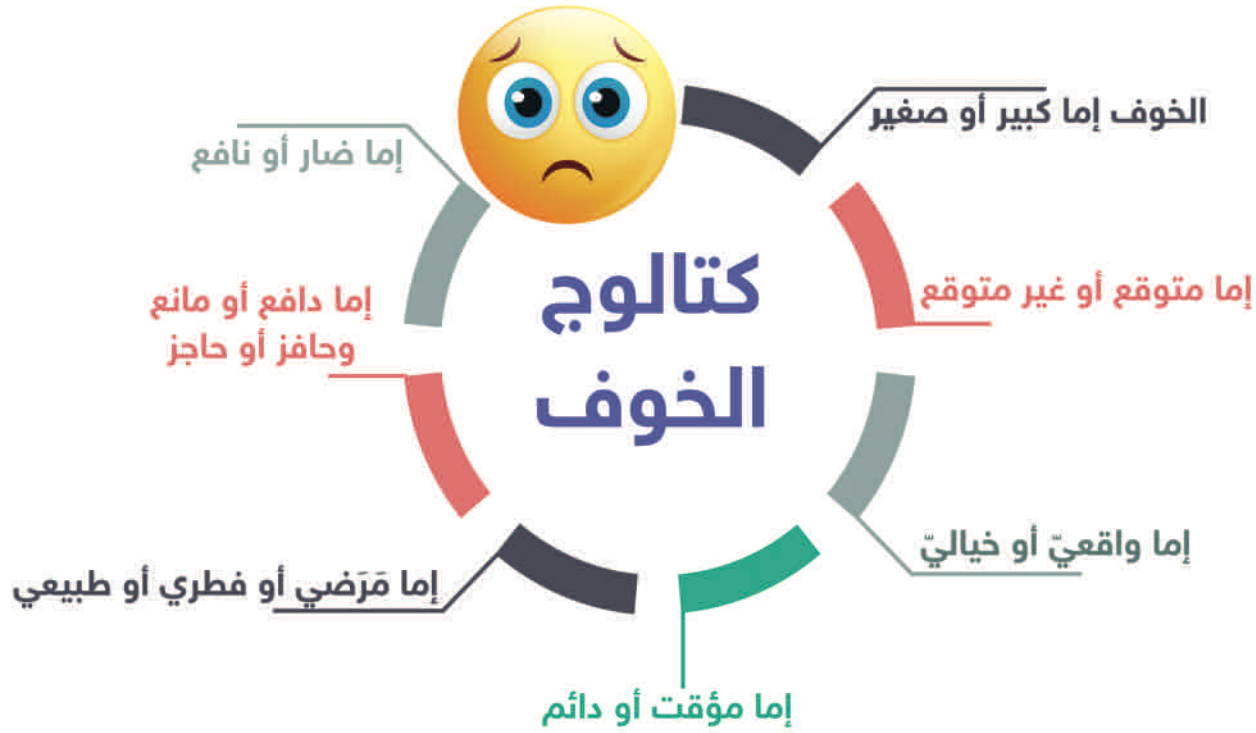 كتالوج
الخوف
الخوف إما كبير أو صغير
إما متوقع أو غير متوقع
إما واقعيّ أو خياليّ
إما مؤقت أو دائم
إما مَرَضي أو فطري أو طبيعي
إما دافع أو مانع
وحافز أو حاجز
إما ضار أو نافع